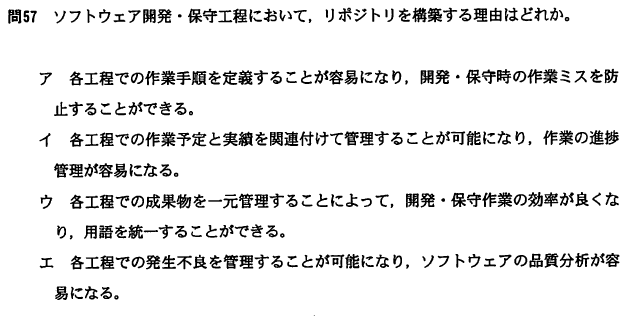 問57 ソフトウェア開発・保守工程において，リポジトリを構築する理由はどれか。
ア 各工程での作業手順を定義することが容易になり，開発・保守時の作業ミスを防
止することができる。
イ 各工程での作業予定と実績を関連付けて管理することが可能になり，作業の進捗
管理が容易になる。
ウ 各工程での成果物を一元管理することによって，開発・保守作業の効率が良くな
り，用語を統一することができる。
エ 各工程での発生不良を管理することが可能になり，ソフトウェアの品質分析が容
易になる。